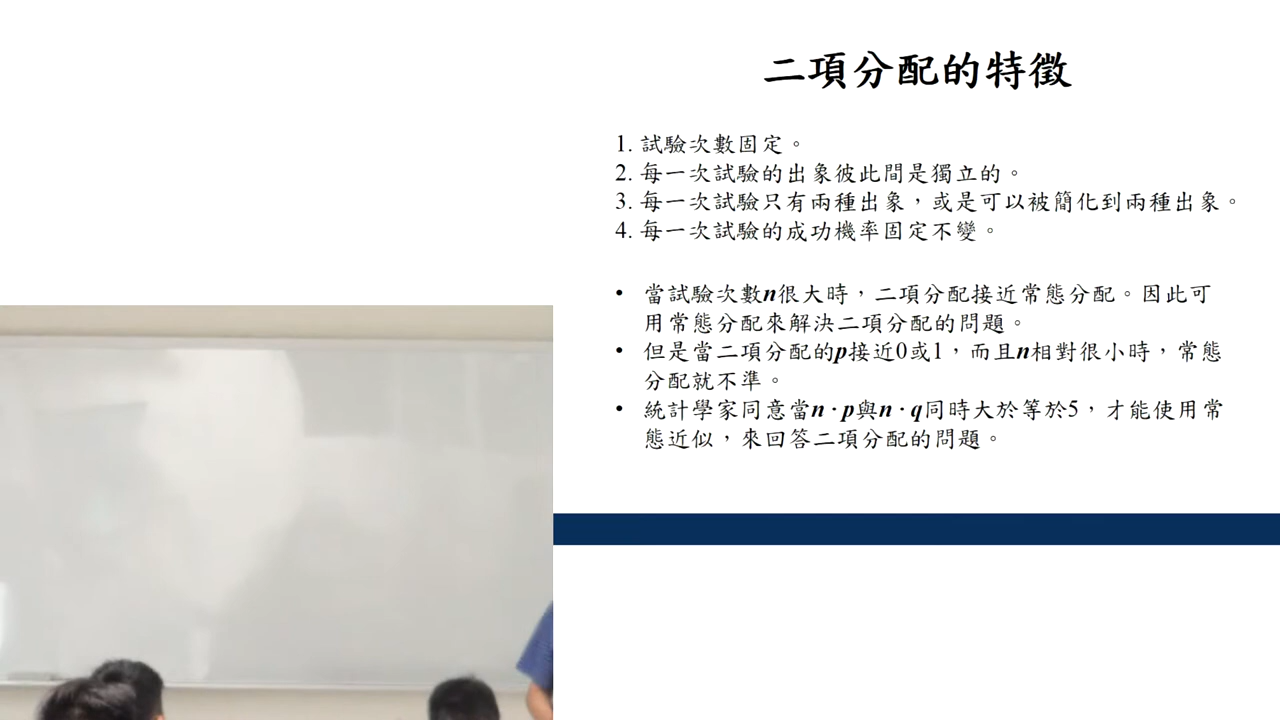 二項分配的特徵
1. 試驗次數固定。
2. 每一次試驗的出象彼此間是獨立的。
3. 每一次試驗只有兩種出象，或是可以被簡化到兩種出象。
4. 每一次試驗的成功機率固定不變。
• 當試驗次數n很大時，二項分配接近常態分配。因此可
用常態分配來解決二項分配的問題。
• 但是當二項分配的p接近0或1，而且n相對很小時，常態
分配就不準。
• 統計學家同意當n · p與n · q同時大於等於5，才能使用常
態近似，來回答二項分配的問題。